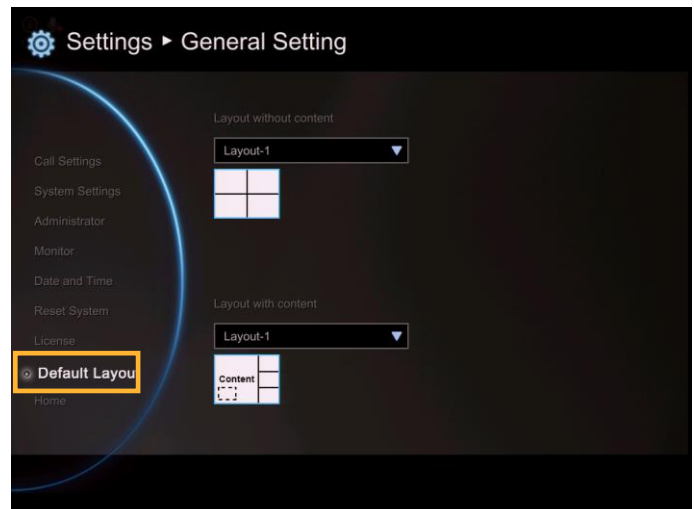 Settings ▸ General Setting
Layout without content
Layout-1
Call Settings
System Settings
Administrator
Monitor
Date and Time
Reset System
License
Default Layou
Home
Layout with content
Layout-1
Content